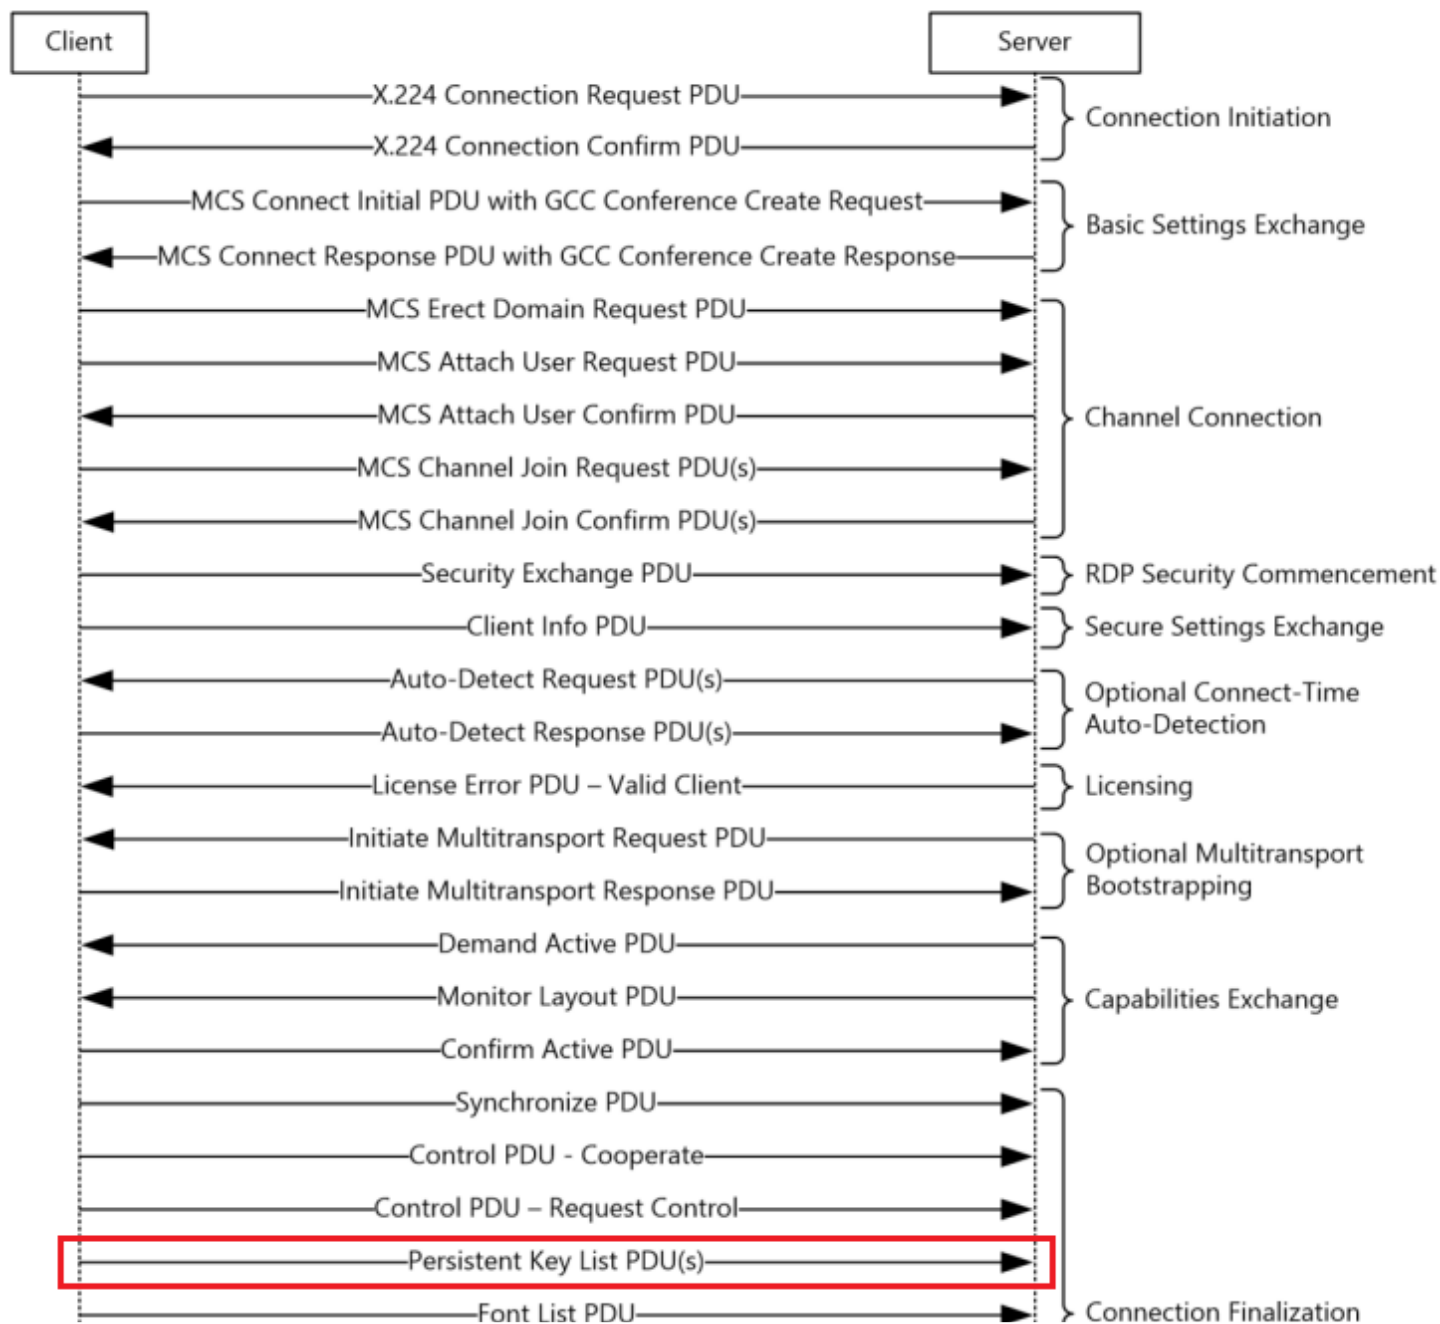 Client
Server
X.224 Connection Request PDU
X.224 Connection Confirm PDU
Connection Initiation
MCS Connect Initial PDU with GCC Conference Create Request
MCS Connect Response PDU with GCC Conference Create Response
Basic Settings Exchange
MCS Erect Domain Request PDU
MCS Attach User Request PDU
MCS Attach User Confirm PDU
MCS Channel Join Request PDU(s)
MCS Channel Join Confirm PDU(s)
Channel Connection
Security Exchange PDU
RDP Security Commencement
Client Info PDU
Secure Settings Exchange
Auto-Detect Request PDU(s)
Auto-Detect Response PDU(s)
Optional Connect-Time
Auto-Detection
License Error PDU – Valid Client
Licensing
Initiate Multitransport Request PDU
Initiate Multitransport Response PDU
Optional Multitransport
Bootstrapping
Demand Active PDU
Monitor Layout PDU
Confirm Active PDU
Capabilities Exchange
Synchronize PDU
Control PDU - Cooperate
Control PDU – Request Control
Persistent Key List PDU(s)
Font List PDU
Connection Finalization